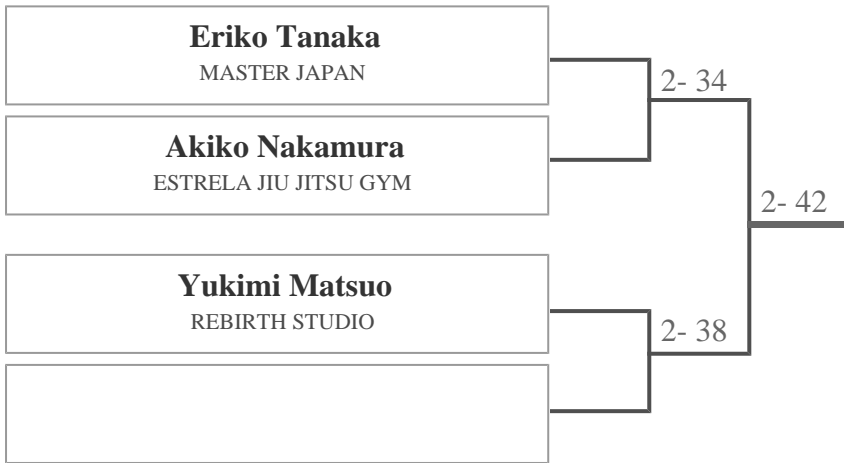 Eriko Tanaka
MASTER JAPAN
2- 34
Akiko Nakamura
ESTRELA JIU JITSU GYM
2- 42
Yukimi Matsuo
REBIRTH STUDIO
2- 38